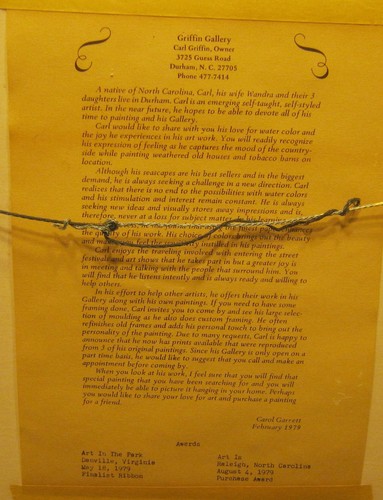 Griffin Gallery
Carl Griffin, Owner
3725 Guess Road
Durham, N. C. 27705
Phone 477-7414
A native of North Carolina, Carl, his wife Wandra and their 3
daughters live in Durham. Carl is an emerging self-taught, self-styled
artist. In the near future, he hopes to be able to devote all of his
time to painting and his Gallery.
Carl would like to share with you his love for water color and
the joy he experiences in his art work. You will readily recognize
his expression of feeling as he captures the mood of the country-
side while painting weathered old houses and tobacco barns on
location.
Although his seascapes are his best sellers and in the biggest
demand, he is always seeking a challenge in a new direction. Carl
realizes that there is no end to the possibilities with water colors
and his stimulation and interest remain constant. He is always
seeking new ideas and visually stores away impressions and is,
therefore, never at a loss for subject matter
the quality of his work. His choice of colors brings out the beauty
and makes you feel the quality instilled in his paintings.
Carl enjoys the traveling involved with entering the street
festivals and art shows that he takes part in but a greater joy is
in meeting and talking with the people that surround him. You
will find that he listens intently and is always ready and willing to
help others.
In his effort to help other artists, he offers their work in his
Gallery along with his own paintings. If you need to have some
framing done, Carl invites you to come by and see his large selec-
tion of moulding as he also does custom framing. He often
refinishes old frames and adds his personal touch to bring out the
personality of the painting. Due to many requests, Carl is happy to
announce that he now has prints available that were reproduced
from 3 of his original paintings. Since his Gallery is only open on a
part time basis, he would like to suggest that you call and make an
appointment before coming by.
When you look at his work, I feel sure that you will find that
special painting that you have been searching for and you will
immediately be able to picture it hanging in your home. Perhaps
you would like to share your love for art and purchase a painting
for a friend.
Carol Garrett
February 1979
Awards
Art In The Park
Danville, Virginia
May 18, 1979
Finalist Ribbon
Art In
Raleigh, North Carolina
August 4, 1979
Purchase Award